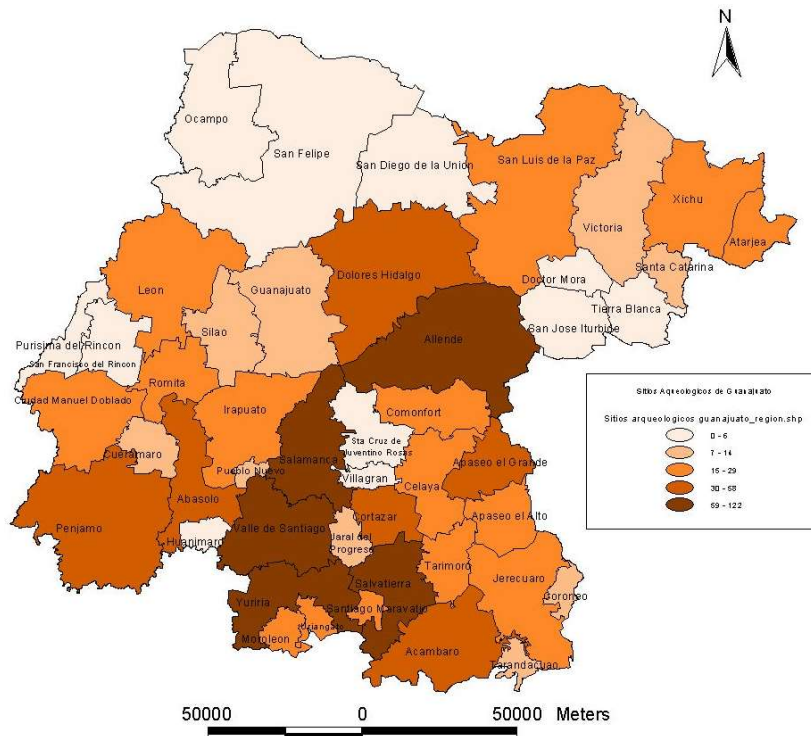 N
Ocampo
San Felipe
San Diego de la Union
San Luis de la Paz
Xichu
Victoria
Atarjea
Santa Catarina
Dolores Hidalgo
Guanajuato
Leon
Doctor Mora
Tierra Blanca
San Jose Iturbide
Silao
Allende
Purisima del Rincon
San Francisco del Rincon
Romita
Ciudad Manuel Doblado
Irapuato
Comonfort
Sta Cruz de
Juventino Rosas
Cueramaro
Salamanca
Apaseo el Grande
Pueblo Nuevo
Villagran
Celaya
Abasolo
Penjamo
Cortazar
Apaseo el Alto
Valle de Santiago
Huanimaro
Jaral del
Progreso
Tarimoro
Jerecuaro
Salvatierra
Coroneo
Yuriria
Santiago Maravatio
Uriangato
Moroleon
Acambaro
Tarandacuao
Sitios Aqueologicos de Guanajuato
Sitios arqueologicos guanajuato_region.shp
0 - 6
7 - 14
15 - 29
30 - 58
59 - 122
50000 0 50000 Meters